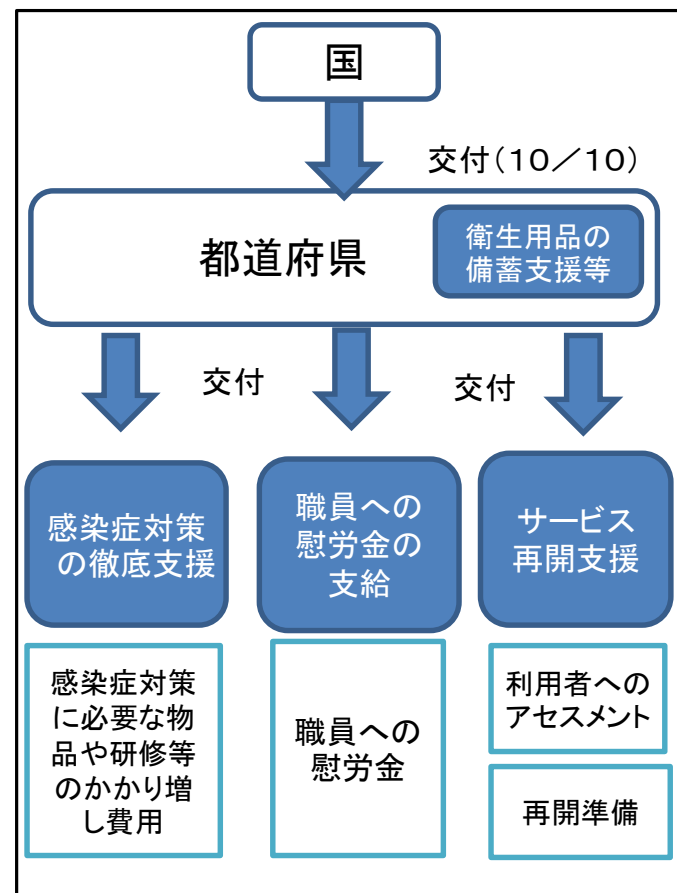 国
交付(10/10)
都道府県
衛生用品の
備蓄支援等
交付
交付
感染症対策
の徹底支援
職員への
慰労金の
支給
サービス
再開支援
感染症対策
に必要な物
品や研修等
のかかり増
し費用
職員への
慰労金
利用者への
アセスメント
再開準備